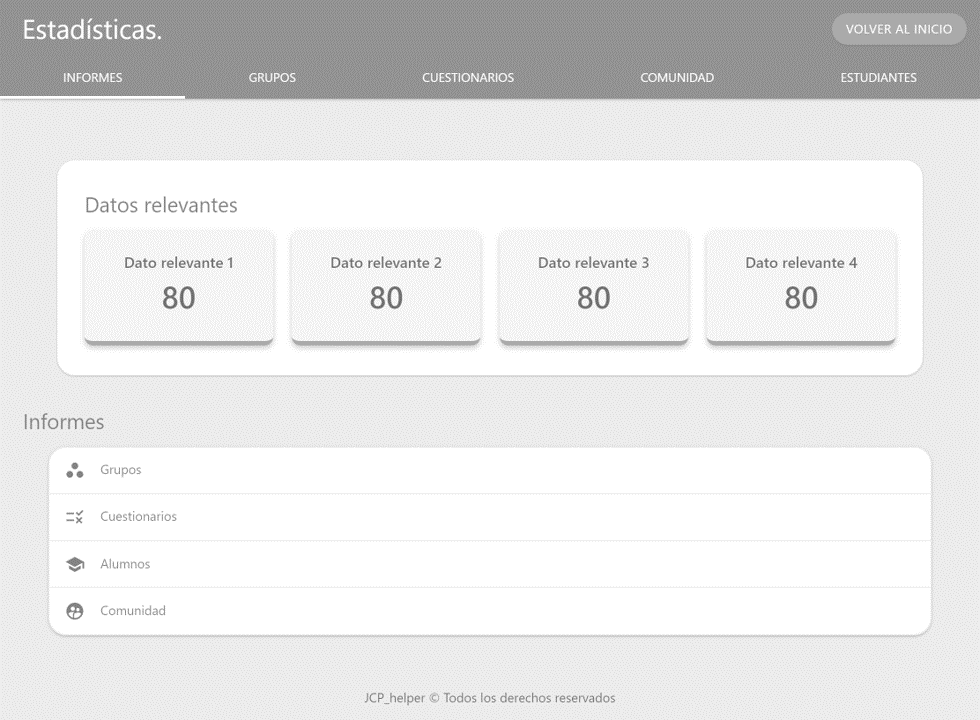 Estadísticas.
VOLVER AL INICIO
INFORMES GRUPOS CUESTIONARIOS COMUNIDAD ESTUDIANTES
Datos relevantes
Dato relevante 1 Dato relevante 2 Dato relevante 3 Dato relevante 4
80 80 80 80
Informes
Grupos
Cuestionarios
Alumnos
Comunidad
JCP_helper © Todos los derechos reservados